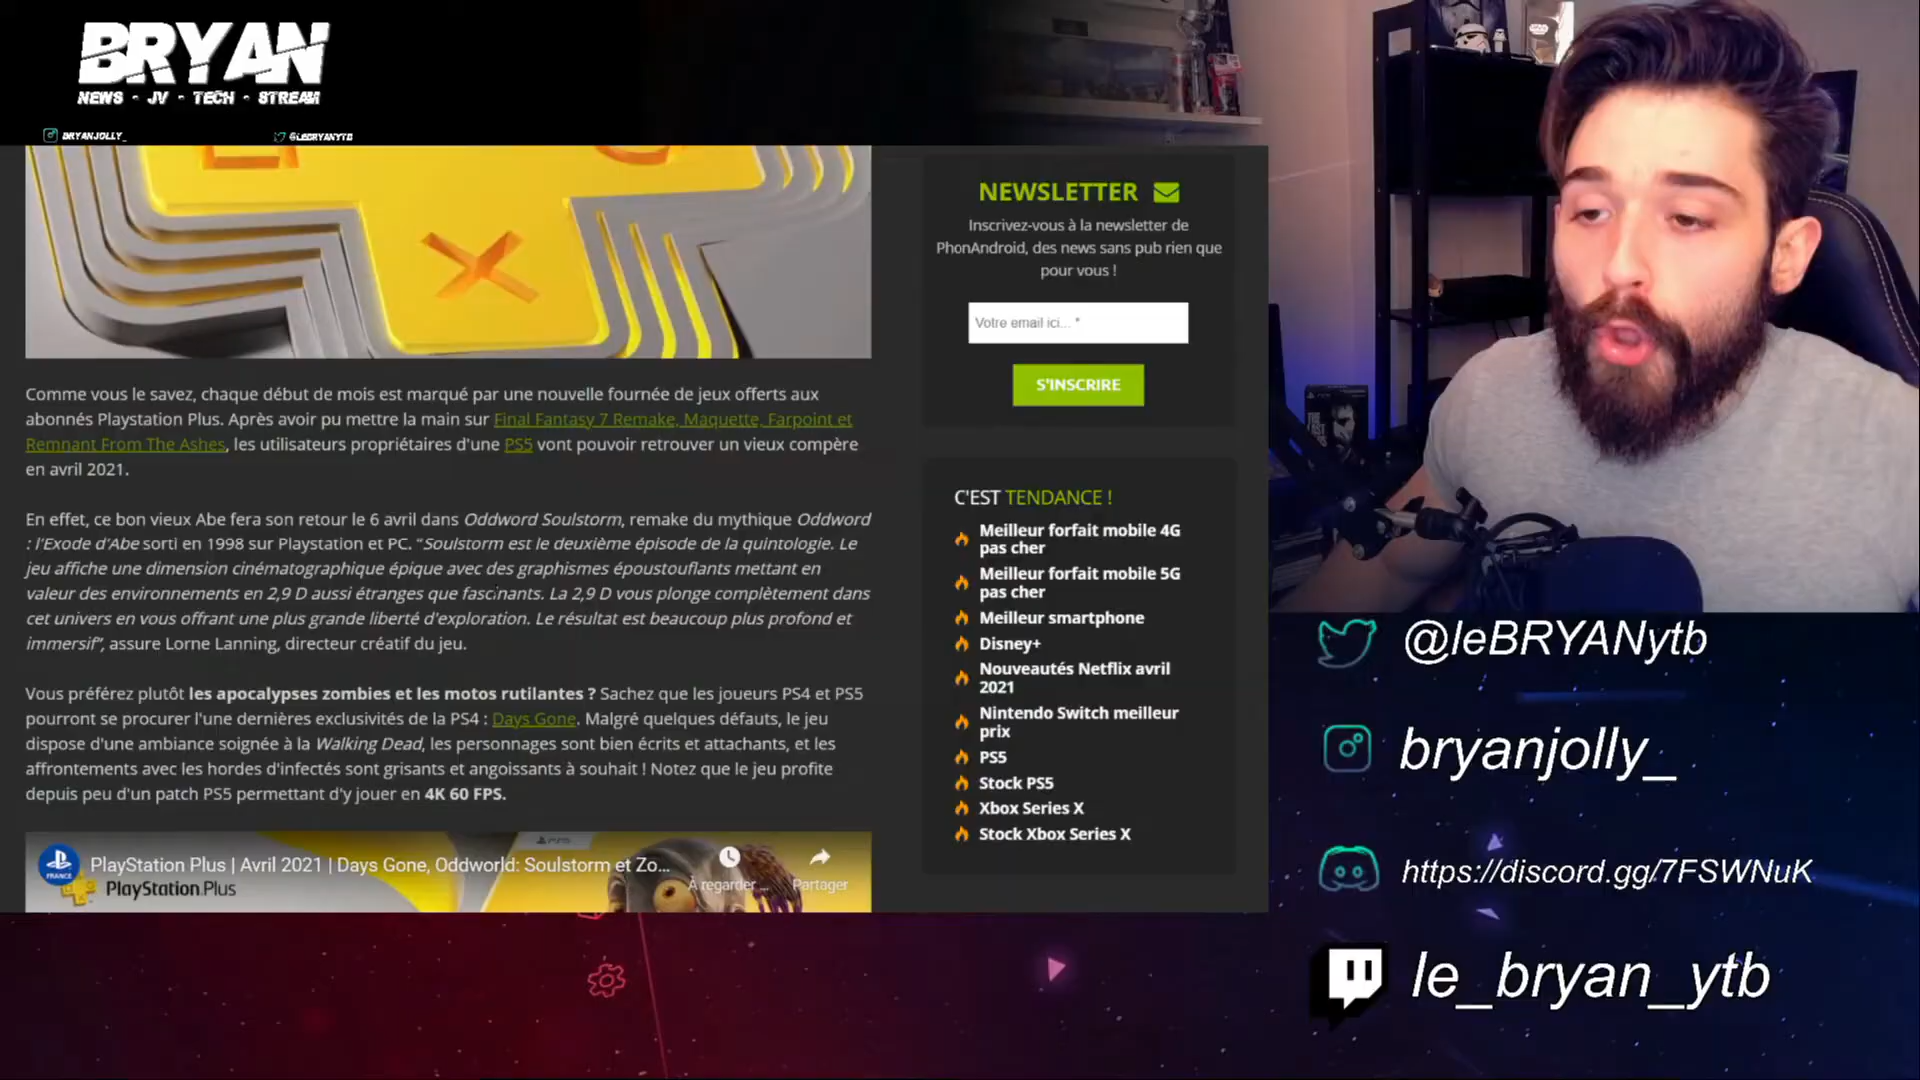 BRYAN
NEWS - JV - TECH - STREAM
BRYANJOLLY_
@LEBRYANYTB
Comme vous le savez, chaque début de mois est marqué par une nouvelle fournée de jeux offerts aux
abonnés Playstation Plus. Après avoir pu mettre la main sur Final Fantasy 7 Remake, Maquette, Farpoint et
Remnant From The Ashes, les utilisateurs propriétaires d'une PS5 vont pouvoir retrouver un vieux compère
en avril 2021.
En effet, ce bon vieux Abe fera son retour le 6 avril dans Oddword Soulstorm, remake du mythique Oddword
: l'Exode d'Abe sorti en 1998 sur Playstation et PC. "Soulstorm est le deuxième épisode de la quintologie. Le
jeu affiche une dimension cinématographique épique avec des graphismes époustouflants mettant en
valeur des environnements en 2,9 D aussi étranges que fascinants. La 2,9 D vous plonge complètement dans
cet univers en vous offrant une plus grande liberté d'exploration. Le résultat est beaucoup plus profond et
immersif", assure Lorne Lanning, directeur créatif du jeu.
Vous préférez plutôt les apocalypses zombies et les motos rutilantes ? Sachez que les joueurs PS4 et PS5
pourront se procurer l'une dernières exclusivités de la PS4 : Days Gone. Malgré quelques défauts, le jeu
dispose d'une ambiance soignée à la Walking Dead, les personnages sont bien écrits et attachants, et les
affrontements avec les hordes d'infectés sont grisants et angoissants à souhait ! Notez que le jeu profite
depuis peu d'un patch PS5 permettant d'y jouer en 4K 60 FPS.
PS5
PlayStation Plus | Avril 2021 | Days Gone, Oddworld: Soulstorm et Zo...
FRANCE
PlayStation Plus
À regarder ...
Partager
NEWSLETTER
Inscrivez-vous à la newsletter de
PhonAndroid, des news sans pub rien que
pour vous !
Votre email ici... *
S'INSCRIRE
C'EST TENDANCE !
Meilleur forfait mobile 4G
pas cher
Meilleur forfait mobile 5G
pas cher
Meilleur smartphone
Disney+
Nouveautés Netflix avril
2021
Nintendo Switch meilleur
prix
PS5
Stock PS5
Xbox Series X
Stock Xbox Series X
@leBRYANytb
bryanjolly_
https://discord.gg/7FSWNuK
le_bryan_ytb